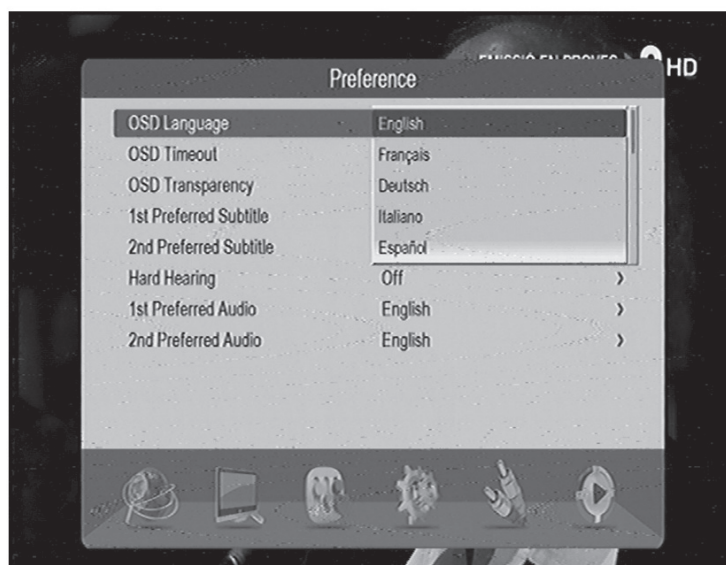 EMISSIÓ EN PROVES HD
Preference
OSD Language English
OSD Timeout Français
OSD Transparency Deutsch
1st Preferred Subtitle Italiano
2nd Preferred Subtitle Español
Hard Hearing Off
1st Preferred Audio English
2nd Preferred Audio English